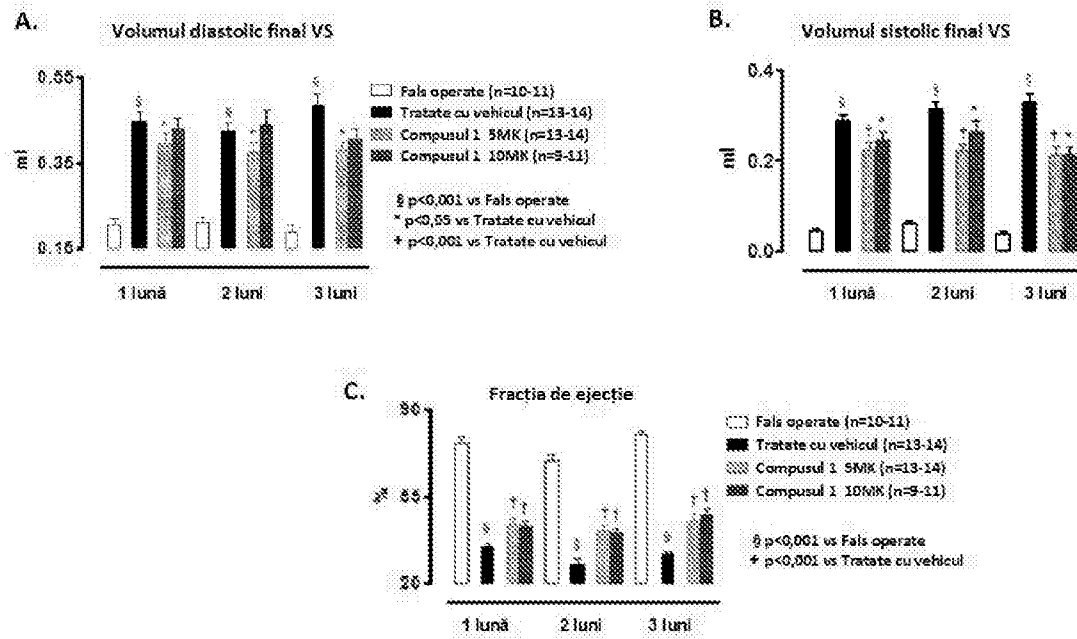 A.
Volumul diastolic final VS
0.55
0.35
0.15
ml
§
§
*
§
*
§
*
1 lună
2 luni
3 luni
Fals operate (n=10-11)
Tratate cu vehicul (n=13-14)
Compusul 1 5MK (n=13-14)
Compusul 1 10MK (n=9-11)
§ p<0,001 vs Fals operate
* p<0,05 vs Tratate cu vehicul
† p<0,001 vs Tratate cu vehicul
B.
Volumul sistolic final VS
0.4
0.2
0.0
ml
§
†
*
§
†
*
§
†
†
1 lună
2 luni
3 luni
C.
Fracția de ejecție
90
55
20
%
§
†
†
§
†
†
§
†
†
1 lună
2 luni
3 luni
Fals operate (n=10-11)
Tratate cu vehicul (n=13-14)
Compusul 1 5MK (n=13-14)
Compusul 1 10MK (n=9-11)
§ p<0,001 vs Fals operate
† p<0,001 vs Tratate cu vehicul